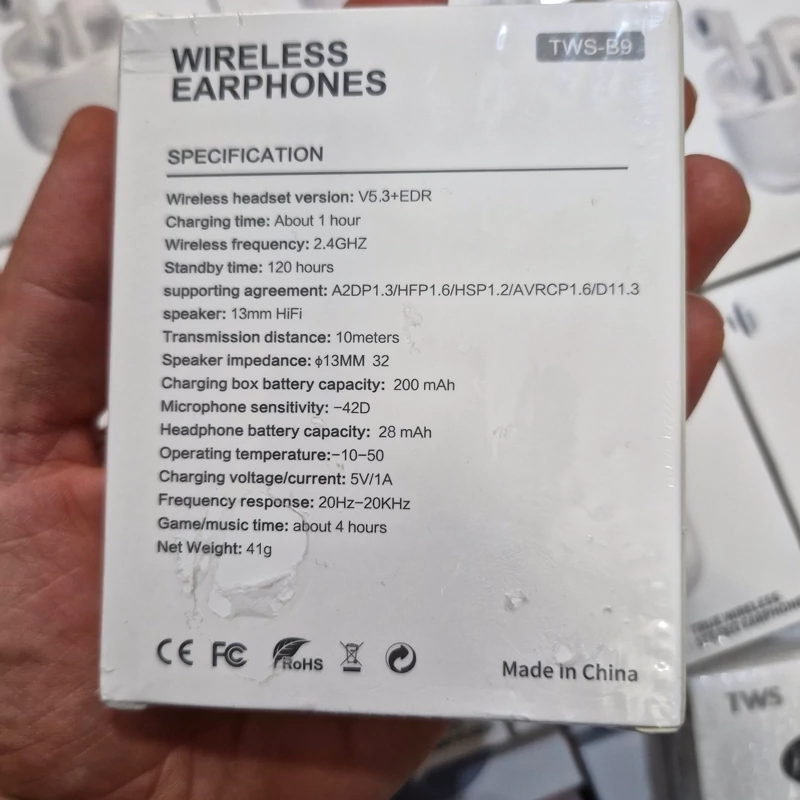 WIRELESS
EARPHONES
TWS-B9
SPECIFICATION
Wireless headset version: V5.3+EDR
Charging time: About 1 hour
Wireless frequency: 2.4GHZ
Standby time: 120 hours
supporting agreement: A2DP1.3/HFP1.6/HSP1.2/AVRCP1.6/D11.3
speaker: 13mm HiFi
Transmission distance: 10meters
Speaker impedance: ϕ13MM 32
Charging box battery capacity: 200 mAh
Microphone sensitivity: −42D
Headphone battery capacity: 28 mAh
Operating temperature:−10−50
Charging voltage/current: 5V/1A
Frequency response: 20Hz−20KHz
Game/music time: about 4 hours
Net Weight: 41g
CE FC RoHS
Made in China
TRUE WIRELESS
STEREO EARPHONE
TWS